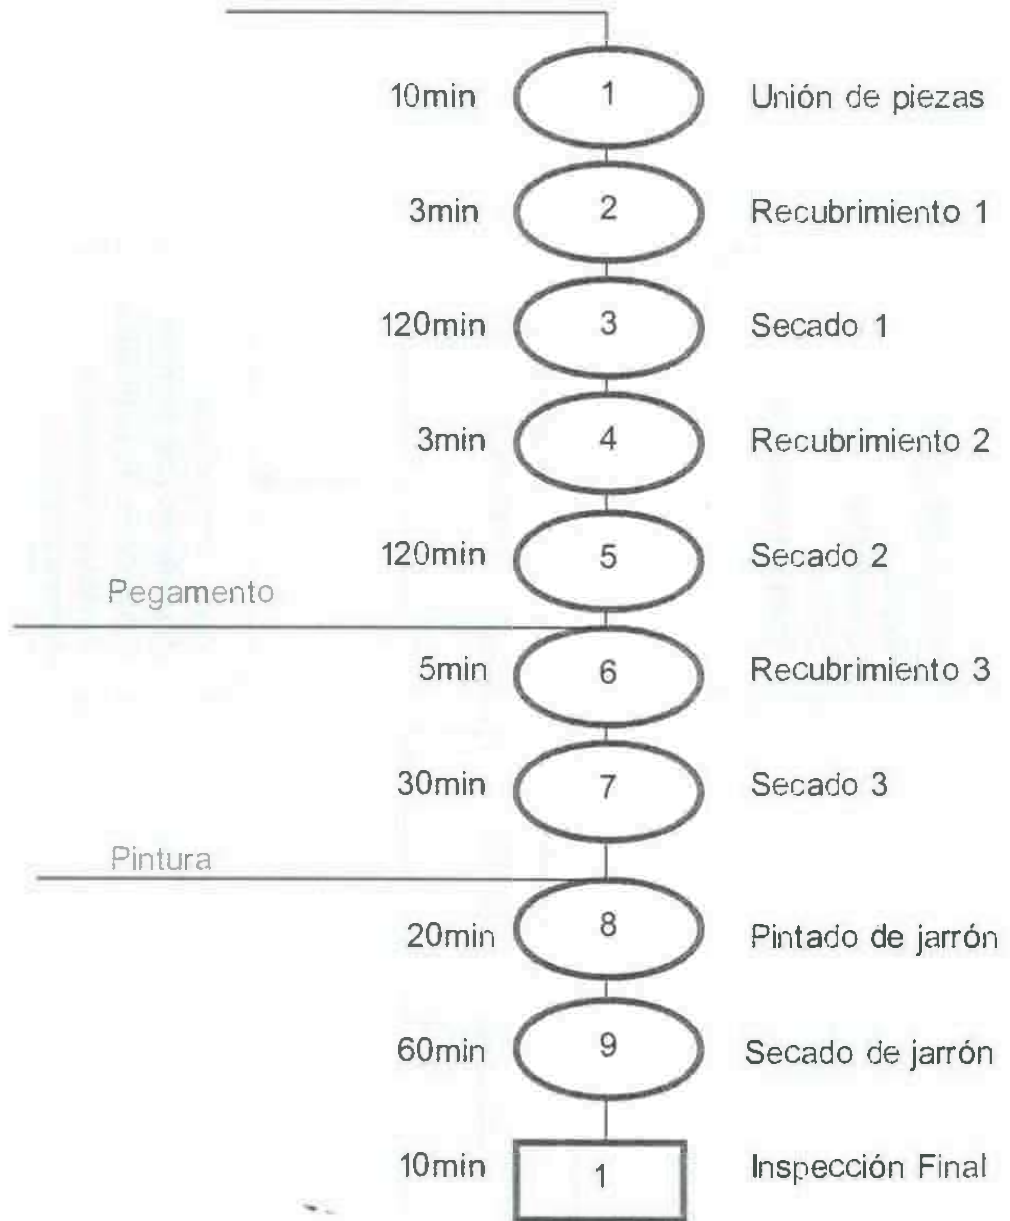 10min 1 Unión de piezas
3min 2 Recubrimiento 1
120min 3 Secado 1
3min 4 Recubrimiento 2
120min 5 Secado 2
Pegamento
5min 6 Recubrimiento 3
30min 7 Secado 3
Pintura
20min 8 Pintado de jarrón
60min 9 Secado de jarrón
10min 1 Inspección Final